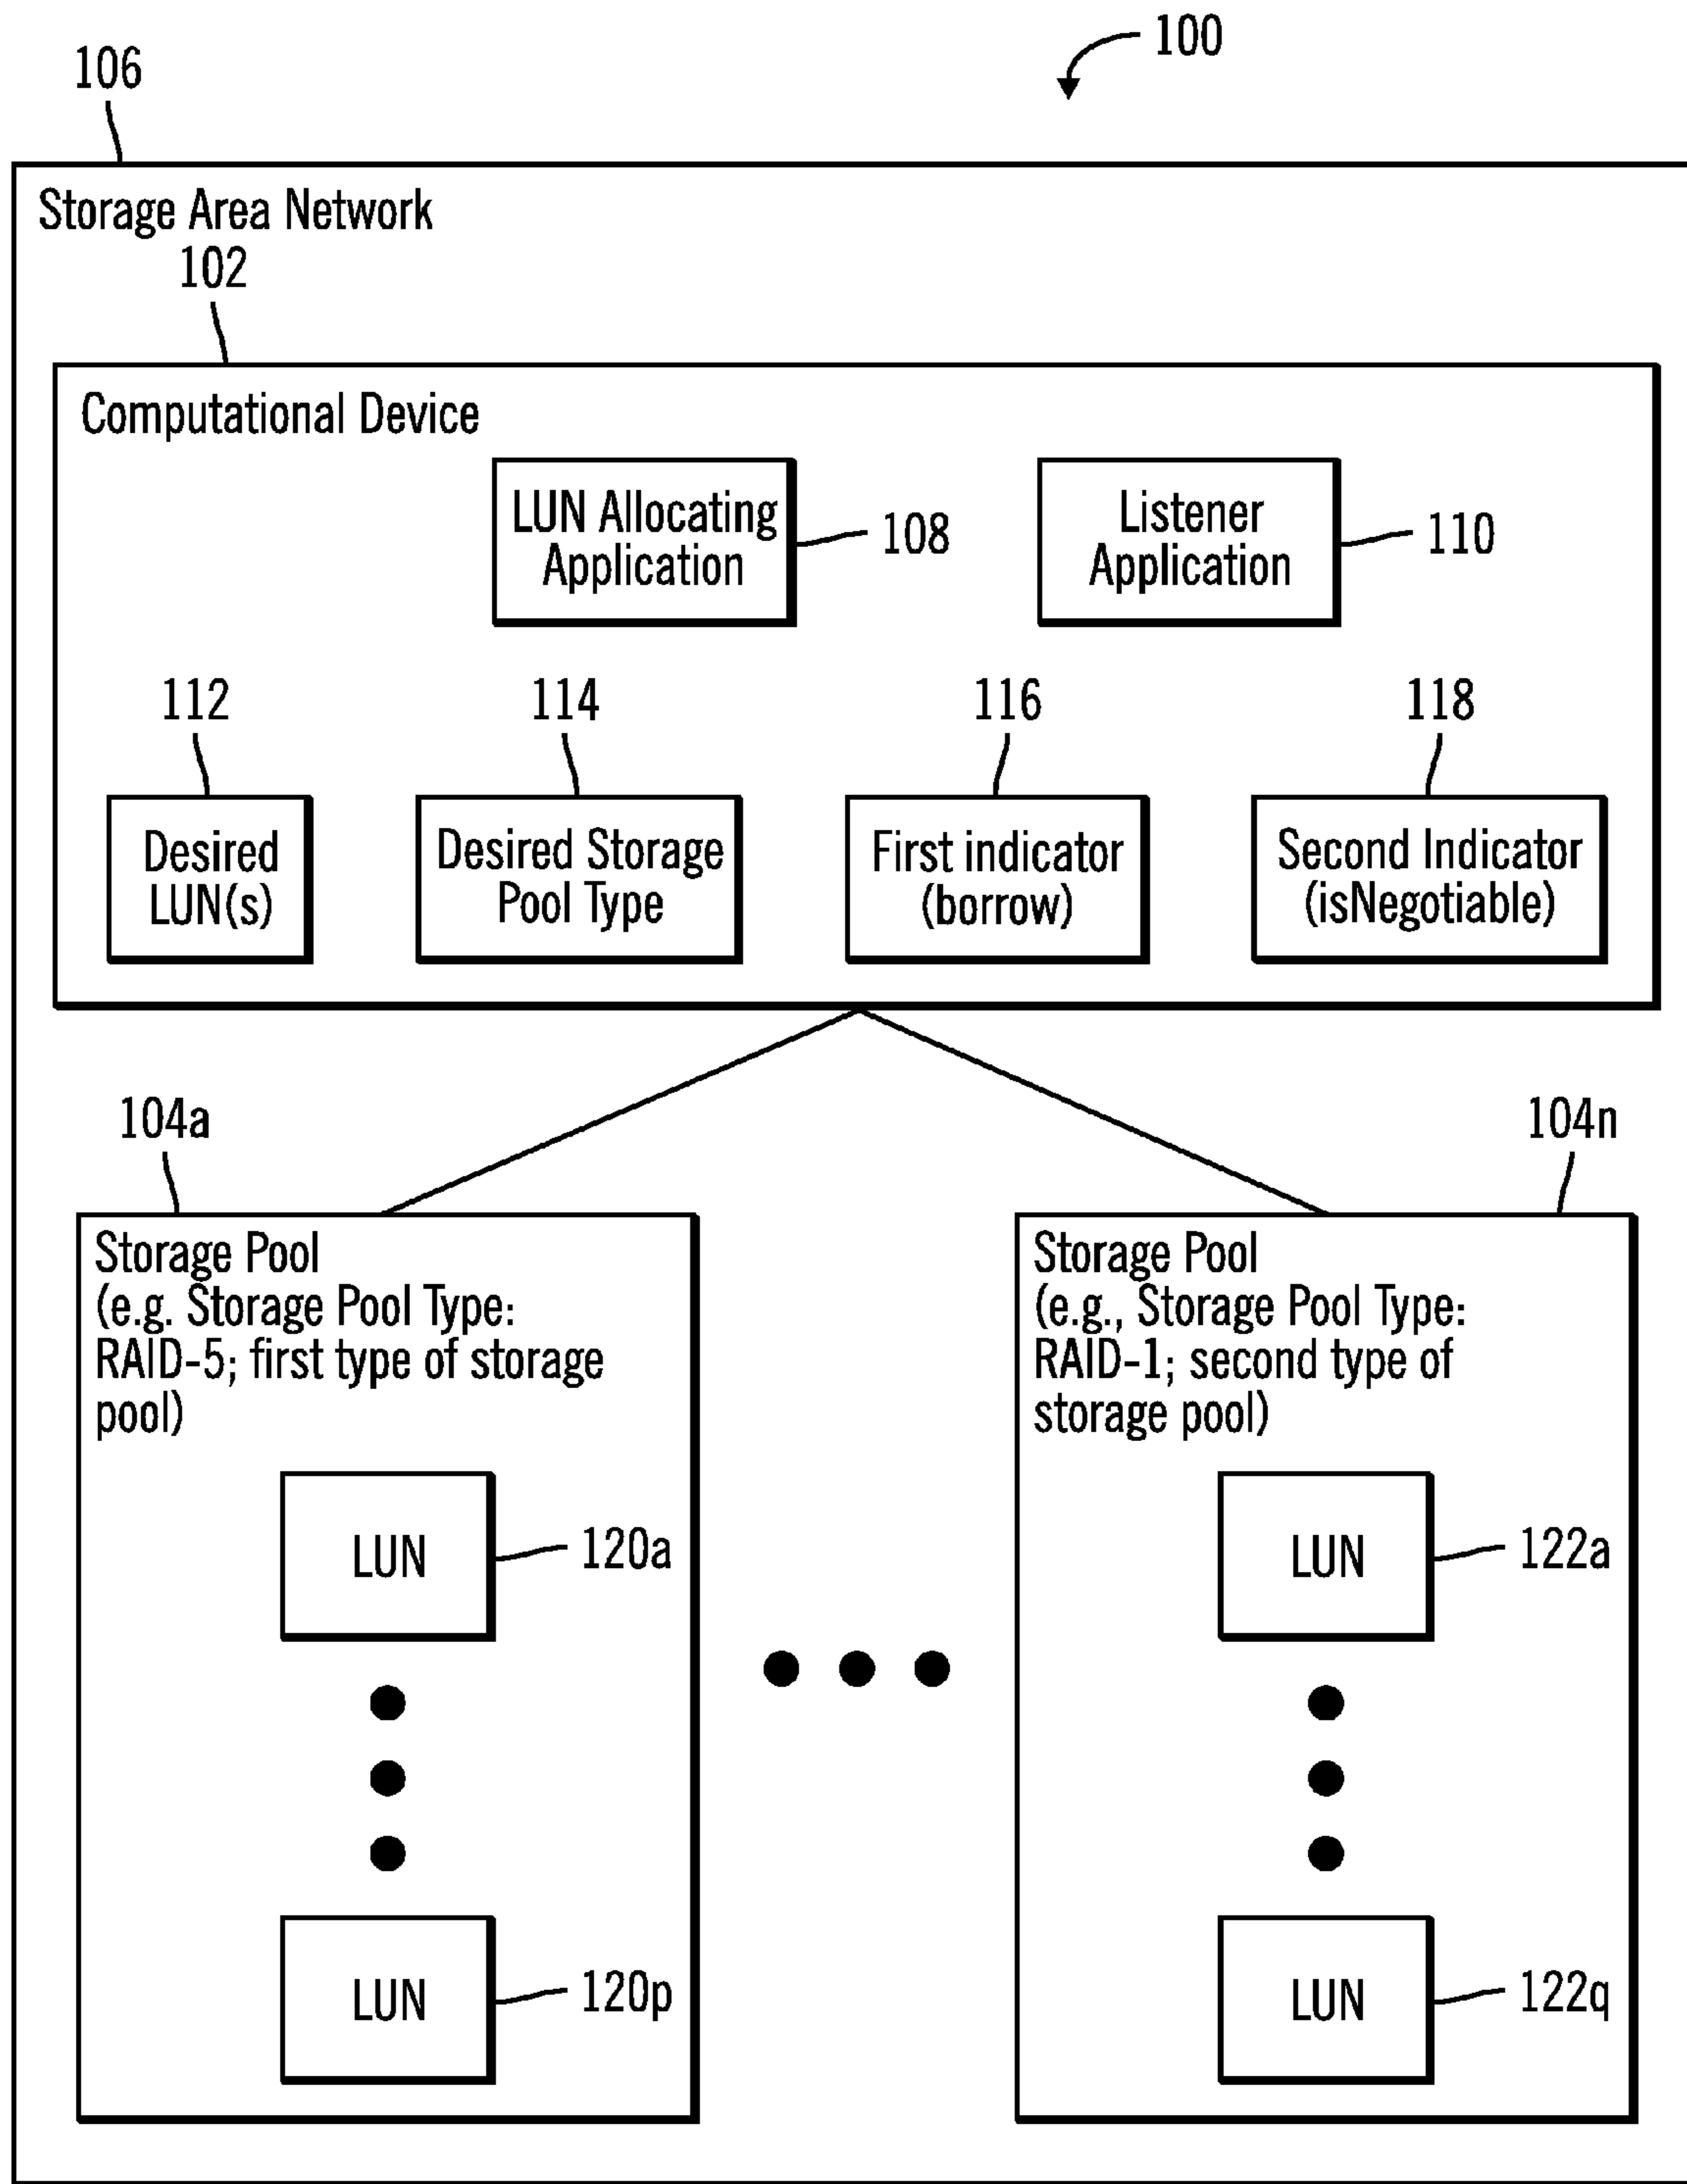 100
106
Storage Area Network
102
Computational Device
LUN Allocating
Application
108
Listener
Application
110
112
114
116
118
Desired
LUN(s)
Desired Storage
Pool Type
First indicator
(borrow)
Second Indicator
(isNegotiable)
104a
104n
Storage Pool
(e.g. Storage Pool Type:
RAID-5; first type of storage
pool)
Storage Pool
(e.g., Storage Pool Type:
RAID-1; second type of
storage pool)
LUN
120a
LUN
122a
LUN
120p
LUN
122q